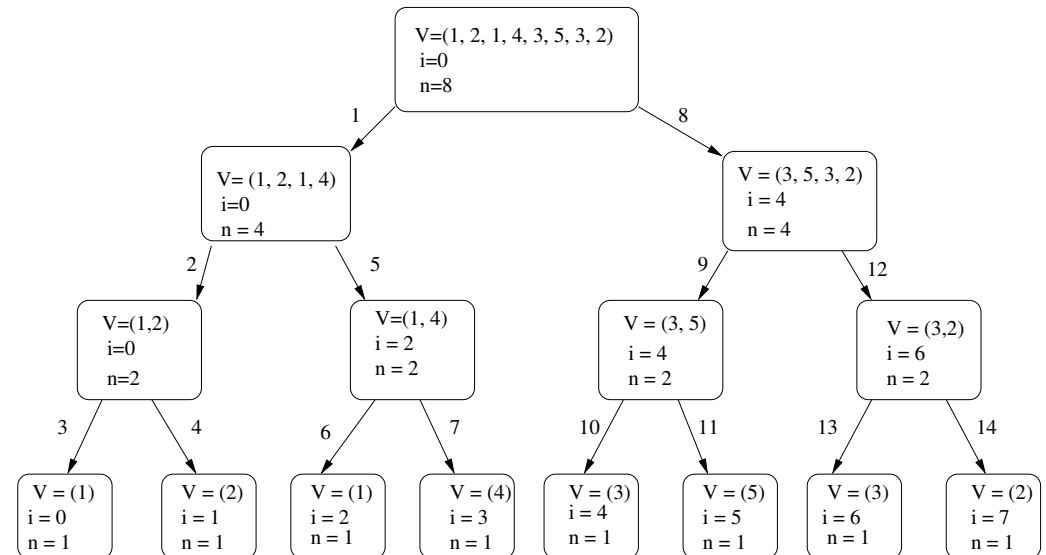 V=(1, 2, 1, 4, 3, 5, 3, 2)
i=0
n=8
1
8
V= (1, 2, 1, 4)
i=0
n = 4
V = (3, 5, 3, 2)
i = 4
n = 4
2
5
9
12
V=(1,2)
i=0
n=2
V=(1, 4)
i = 2
n = 2
V = (3, 5)
i = 4
n = 2
V = (3,2)
i = 6
n = 2
3
4
6
7
10
11
13
14
V = (1)
i = 0
n = 1
V = (2)
i = 1
n = 1
V = (1)
i = 2
n = 1
V = (4)
i = 3
n = 1
V = (3)
i = 4
n = 1
V = (5)
i = 5
n = 1
V = (3)
i = 6
n = 1
V = (2)
i = 7
n = 1